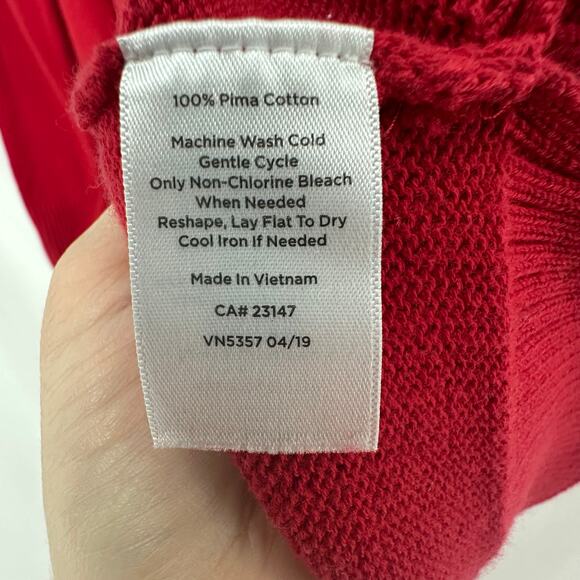 100% Pima Cotton
Machine Wash Cold
Gentle Cycle
Only Non-Chlorine Bleach
When Needed
Reshape, Lay Flat To Dry
Cool Iron If Needed
Made In Vietnam
CA# 23147
VN5357 04/19